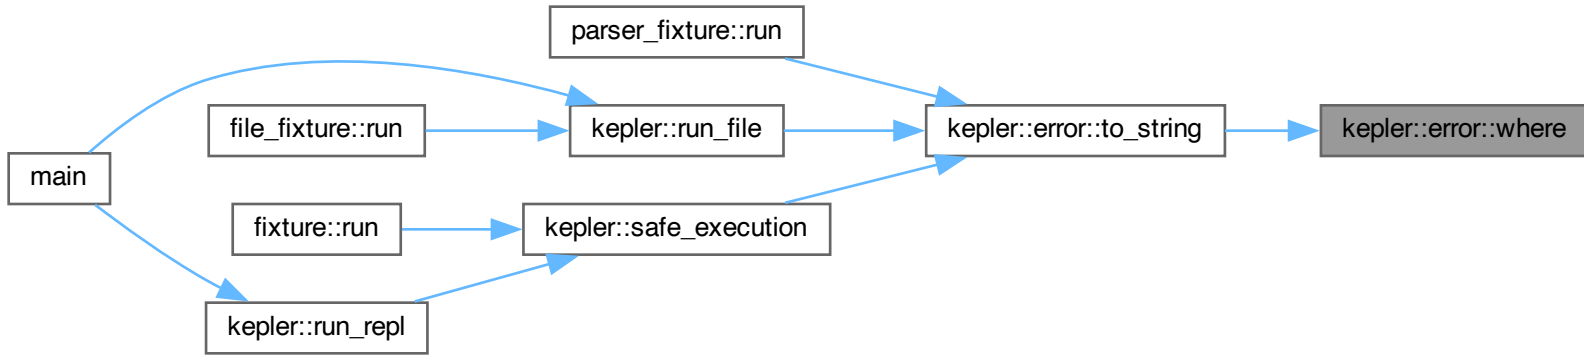 parser_fixture::run
file_fixture::run
kepler::run_file
kepler::error::to_string
kepler::error::where
main
fixture::run
kepler::safe_execution
kepler::run_repl